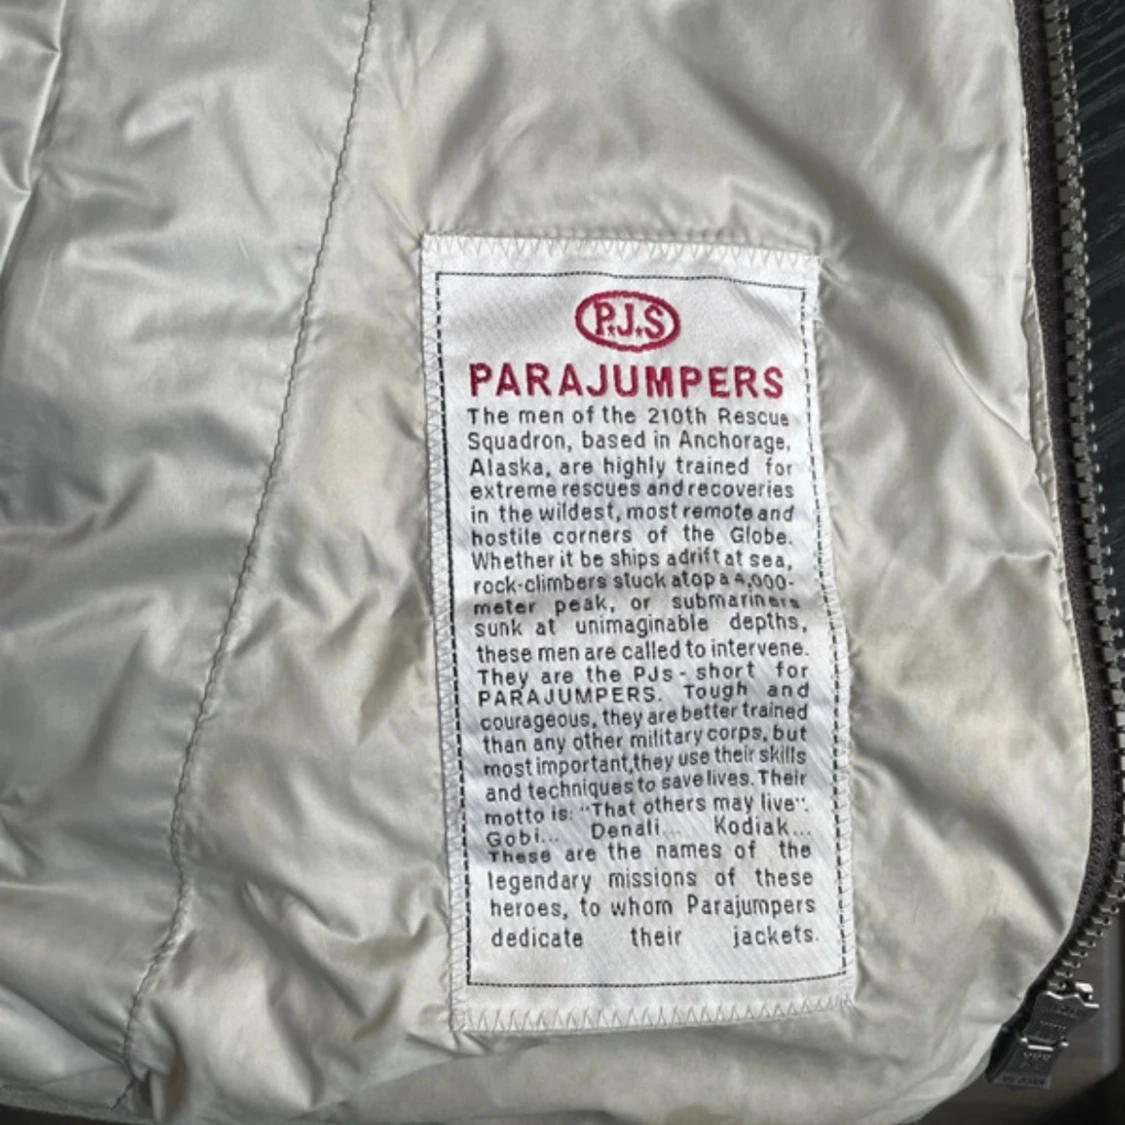 P.J.S
PARAJUMPERS
The men of the 210th Rescue
Squadron, based in Anchorage,
Alaska, are highly trained for
extreme rescues and recoveries
in the wildest, most remote and
hostile corners of the Globe.
Whether it be ships adrift at sea,
rock-climbers stuck atop a 4,000-
meter peak, or submariners
sunk at unimaginable depths,
these men are called to intervene.
They are the PJs - short for
PARAJUMPERS. Tough and
courageous, they are better trained
than any other military corps, but
most important,they use their skills
and techniques to save lives. Their
motto is: "That others may live".
Gobi... Denali... Kodiak...
These are the names of the
legendary missions of these
heroes, to whom Parajumpers
dedicate their jackets.